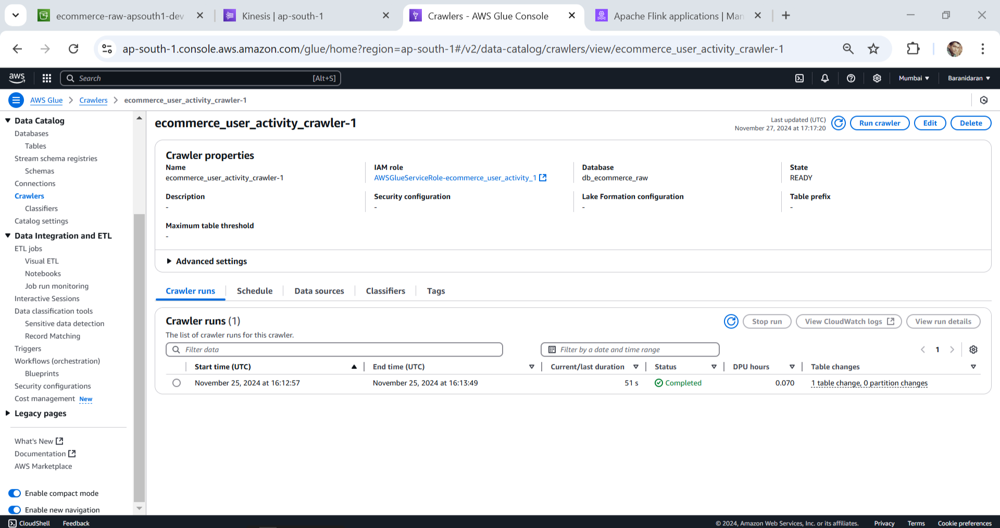 ecommerce-raw-apsouth1-dev
Kinesis | ap-south-1
Crawlers - AWS Glue Console
Apache Flink applications | Man
ap-south-1.console.aws.amazon.com/glue/home?region=ap-south-1#/v2/data-catalog/crawlers/view/ecommerce_user_activity_crawler-1
aws
Search
[Alt+S]
Mumbai
Baranidaran
AWS Glue
Crawlers
ecommerce_user_activity_crawler-1
Data Catalog
Databases
Tables
Stream schema registries
Schemas
Connections
Crawlers
Classifiers
Catalog settings
Data Integration and ETL
ETL jobs
Visual ETL
Notebooks
Job run monitoring
Interactive Sessions
Data classification tools
Sensitive data detection
Record Matching
Triggers
Workflows (orchestration)
Blueprints
Security configurations
Cost management New
Legacy pages
What's New
Documentation
AWS Marketplace
Enable compact mode
Enable new navigation
ecommerce_user_activity_crawler-1
Last updated (UTC)
November 27, 2024 at 17:17:20
Run crawler
Edit
Delete
Crawler properties
Name
ecommerce_user_activity_crawler-1
IAM role
AWSGlueServiceRole-ecommerce_user_activity_1
Database
db_ecommerce_raw
State
READY
Description
-
Security configuration
-
Lake Formation configuration
-
Table prefix
-
Maximum table threshold
-
Advanced settings
Crawler runs
Schedule
Data sources
Classifiers
Tags
Crawler runs (1)
The list of crawler runs for this crawler.
Stop run
View CloudWatch logs
View run details
Filter data
Filter by a date and time range
1
Start time (UTC)
End time (UTC)
Current/last duration
Status
DPU hours
Table changes
November 25, 2024 at 16:12:57
November 25, 2024 at 16:13:49
51 s
Completed
0.070
1 table change, 0 partition changes
CloudShell
Feedback
© 2024, Amazon Web Services, Inc. or its affiliates.
Privacy
Terms
Cookie preferences